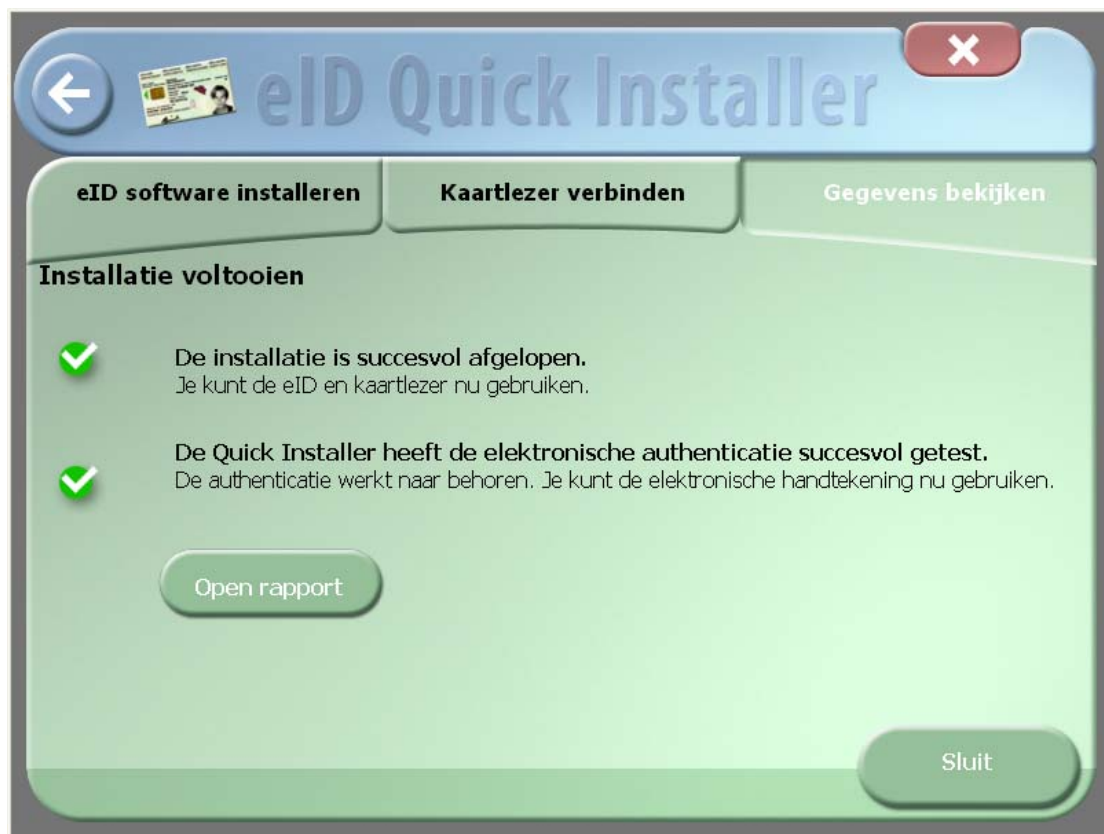 eID Quick Installer
eID software installeren
Kaartlezer verbinden
Gegevens bekijken
Installatie voltooien
De installatie is succesvol afgelopen.
Je kunt de eID en kaartlezer nu gebruiken.
De Quick Installer heeft de elektronische authenticatie succesvol getest.
De authenticatie werkt naar behoren. Je kunt de elektronische handtekening nu gebruiken.
Open rapport
Sluit